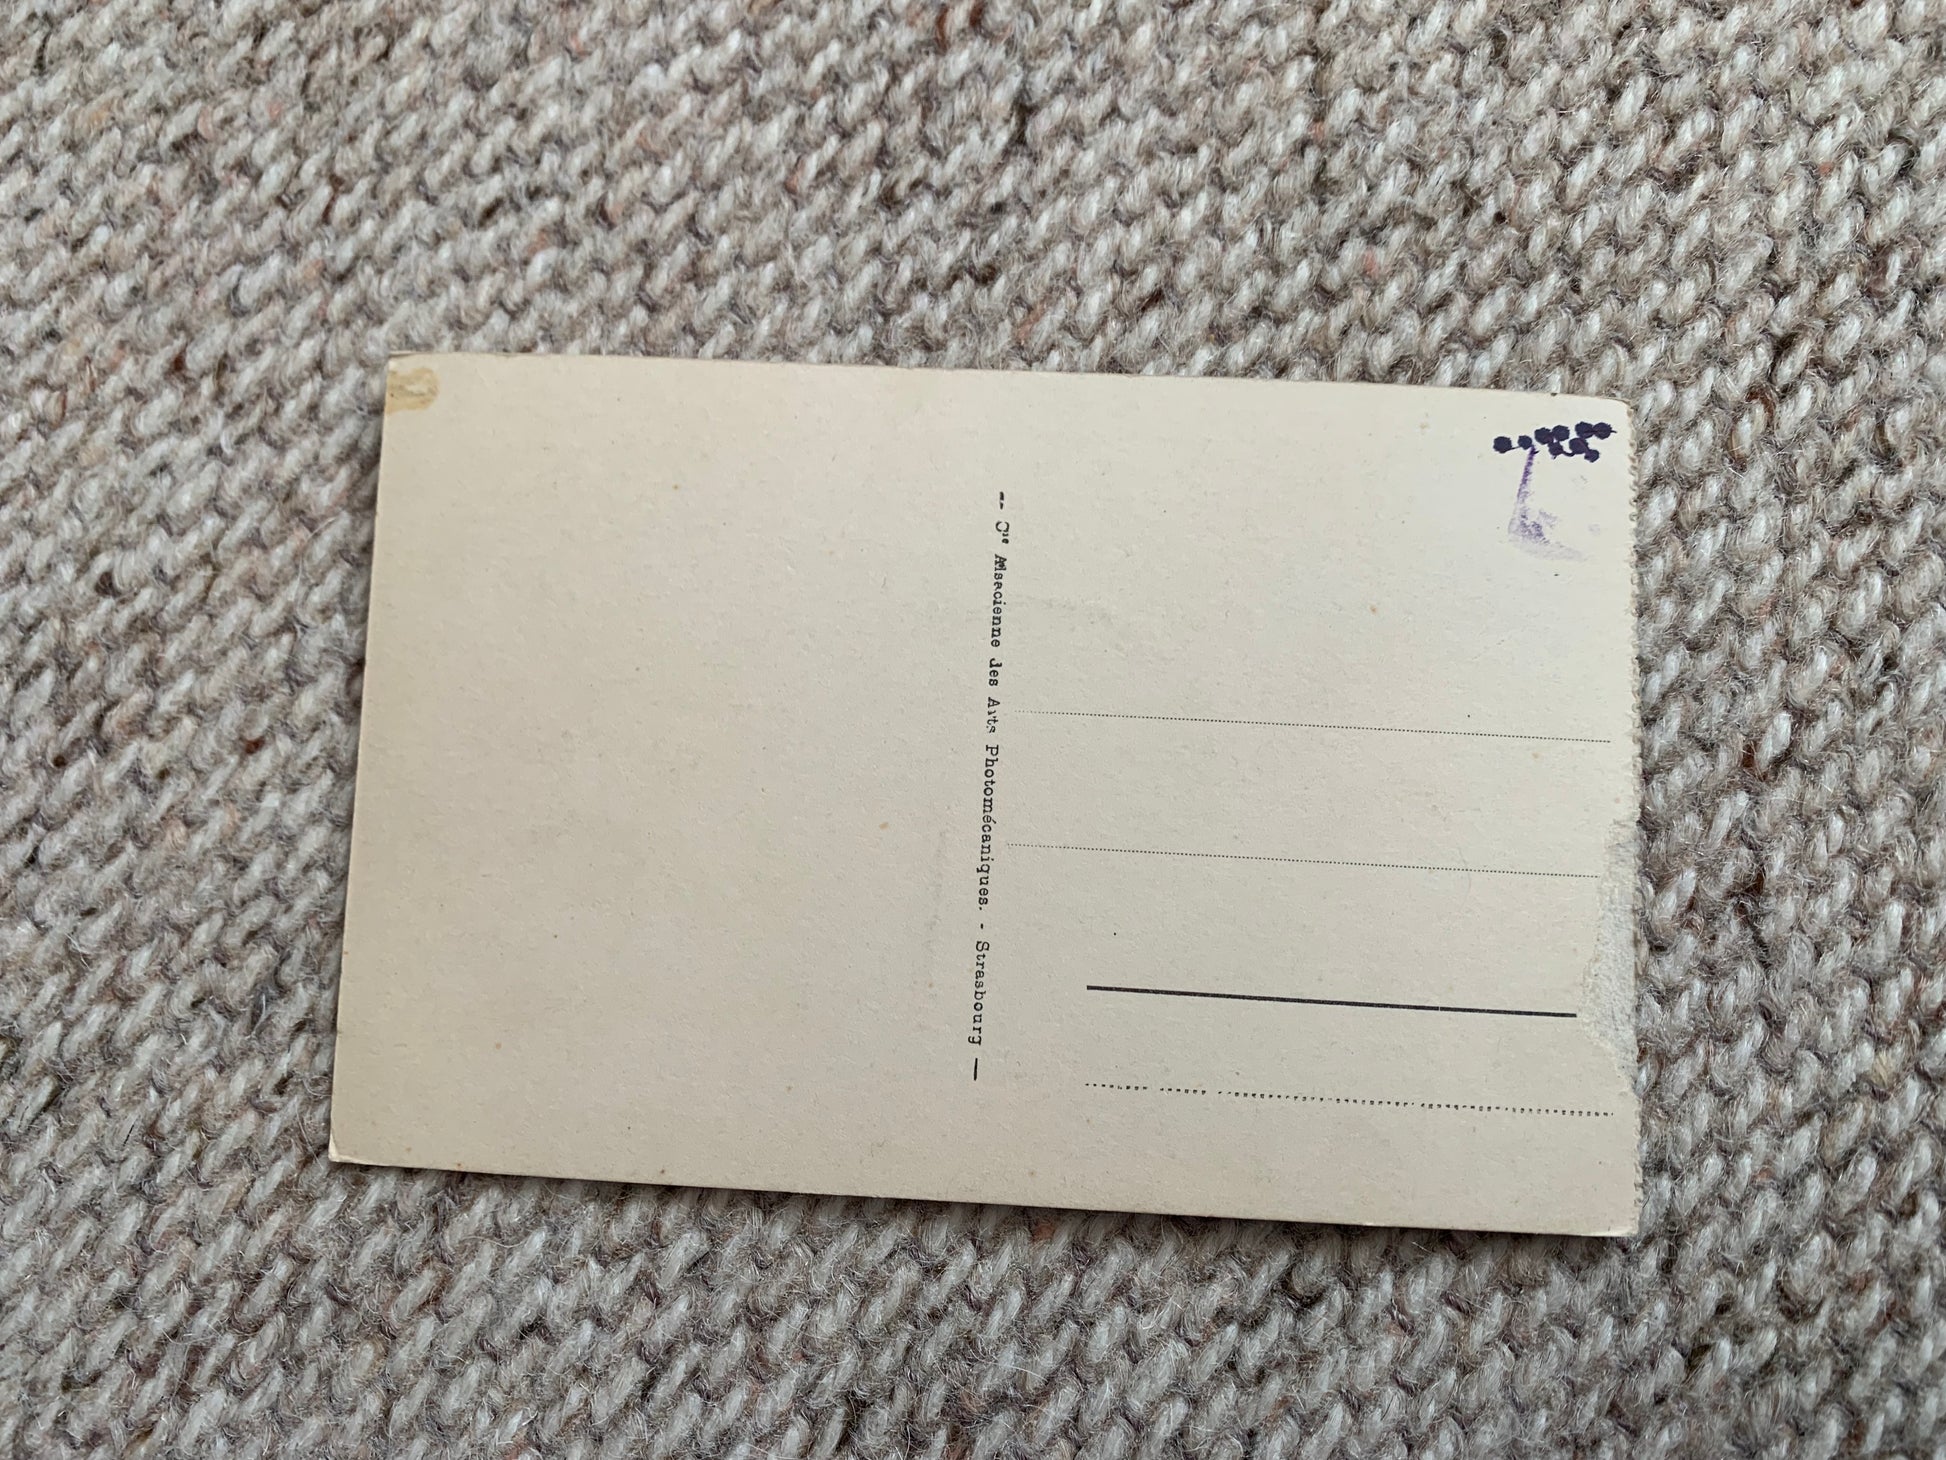 -- Cie Alsacienne des Arts Photomécaniques. - Strasbourg —